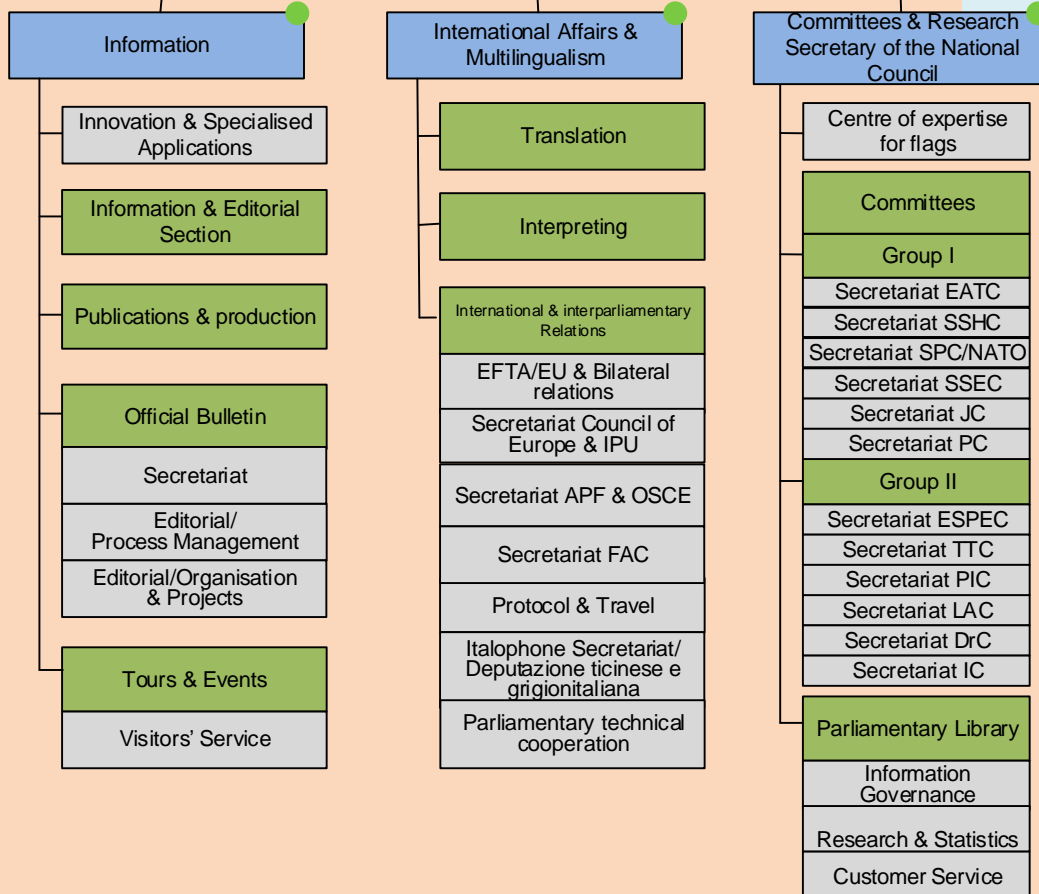 Information
Innovation & Specialised
Applications
Information & Editorial
Section
Publications & production
Official Bulletin
Secretariat
Editorial/
Process Management
Editorial/Organisation
& Projects
Tours & Events
Visitors’ Service
International Affairs &
Multilingualism
Translation
Interpreting
International & interparliamentary
Relations
EFTA/EU & Bilateral
relations
Secretariat Council of
Europe & IPU
Secretariat APF & OSCE
Secretariat FAC
Protocol & Travel
Italophone Secretariat/
Deputazione ticinese e
grigionitaliana
Parliamentary technical
cooperation
Committees & Research
Secretary of the National
Council
Centre of expertise
for flags
Committees
Group I
Secretariat EATC
Secretariat SSHC
Secretariat SPC/NATO
Secretariat SSEC
Secretariat JC
Secretariat PC
Group II
Secretariat ESPEC
Secretariat TTC
Secretariat PIC
Secretariat LAC
Secretariat DrC
Secretariat IC
Parliamentary Library
Information
Governance
Research & Statistics
Customer Service